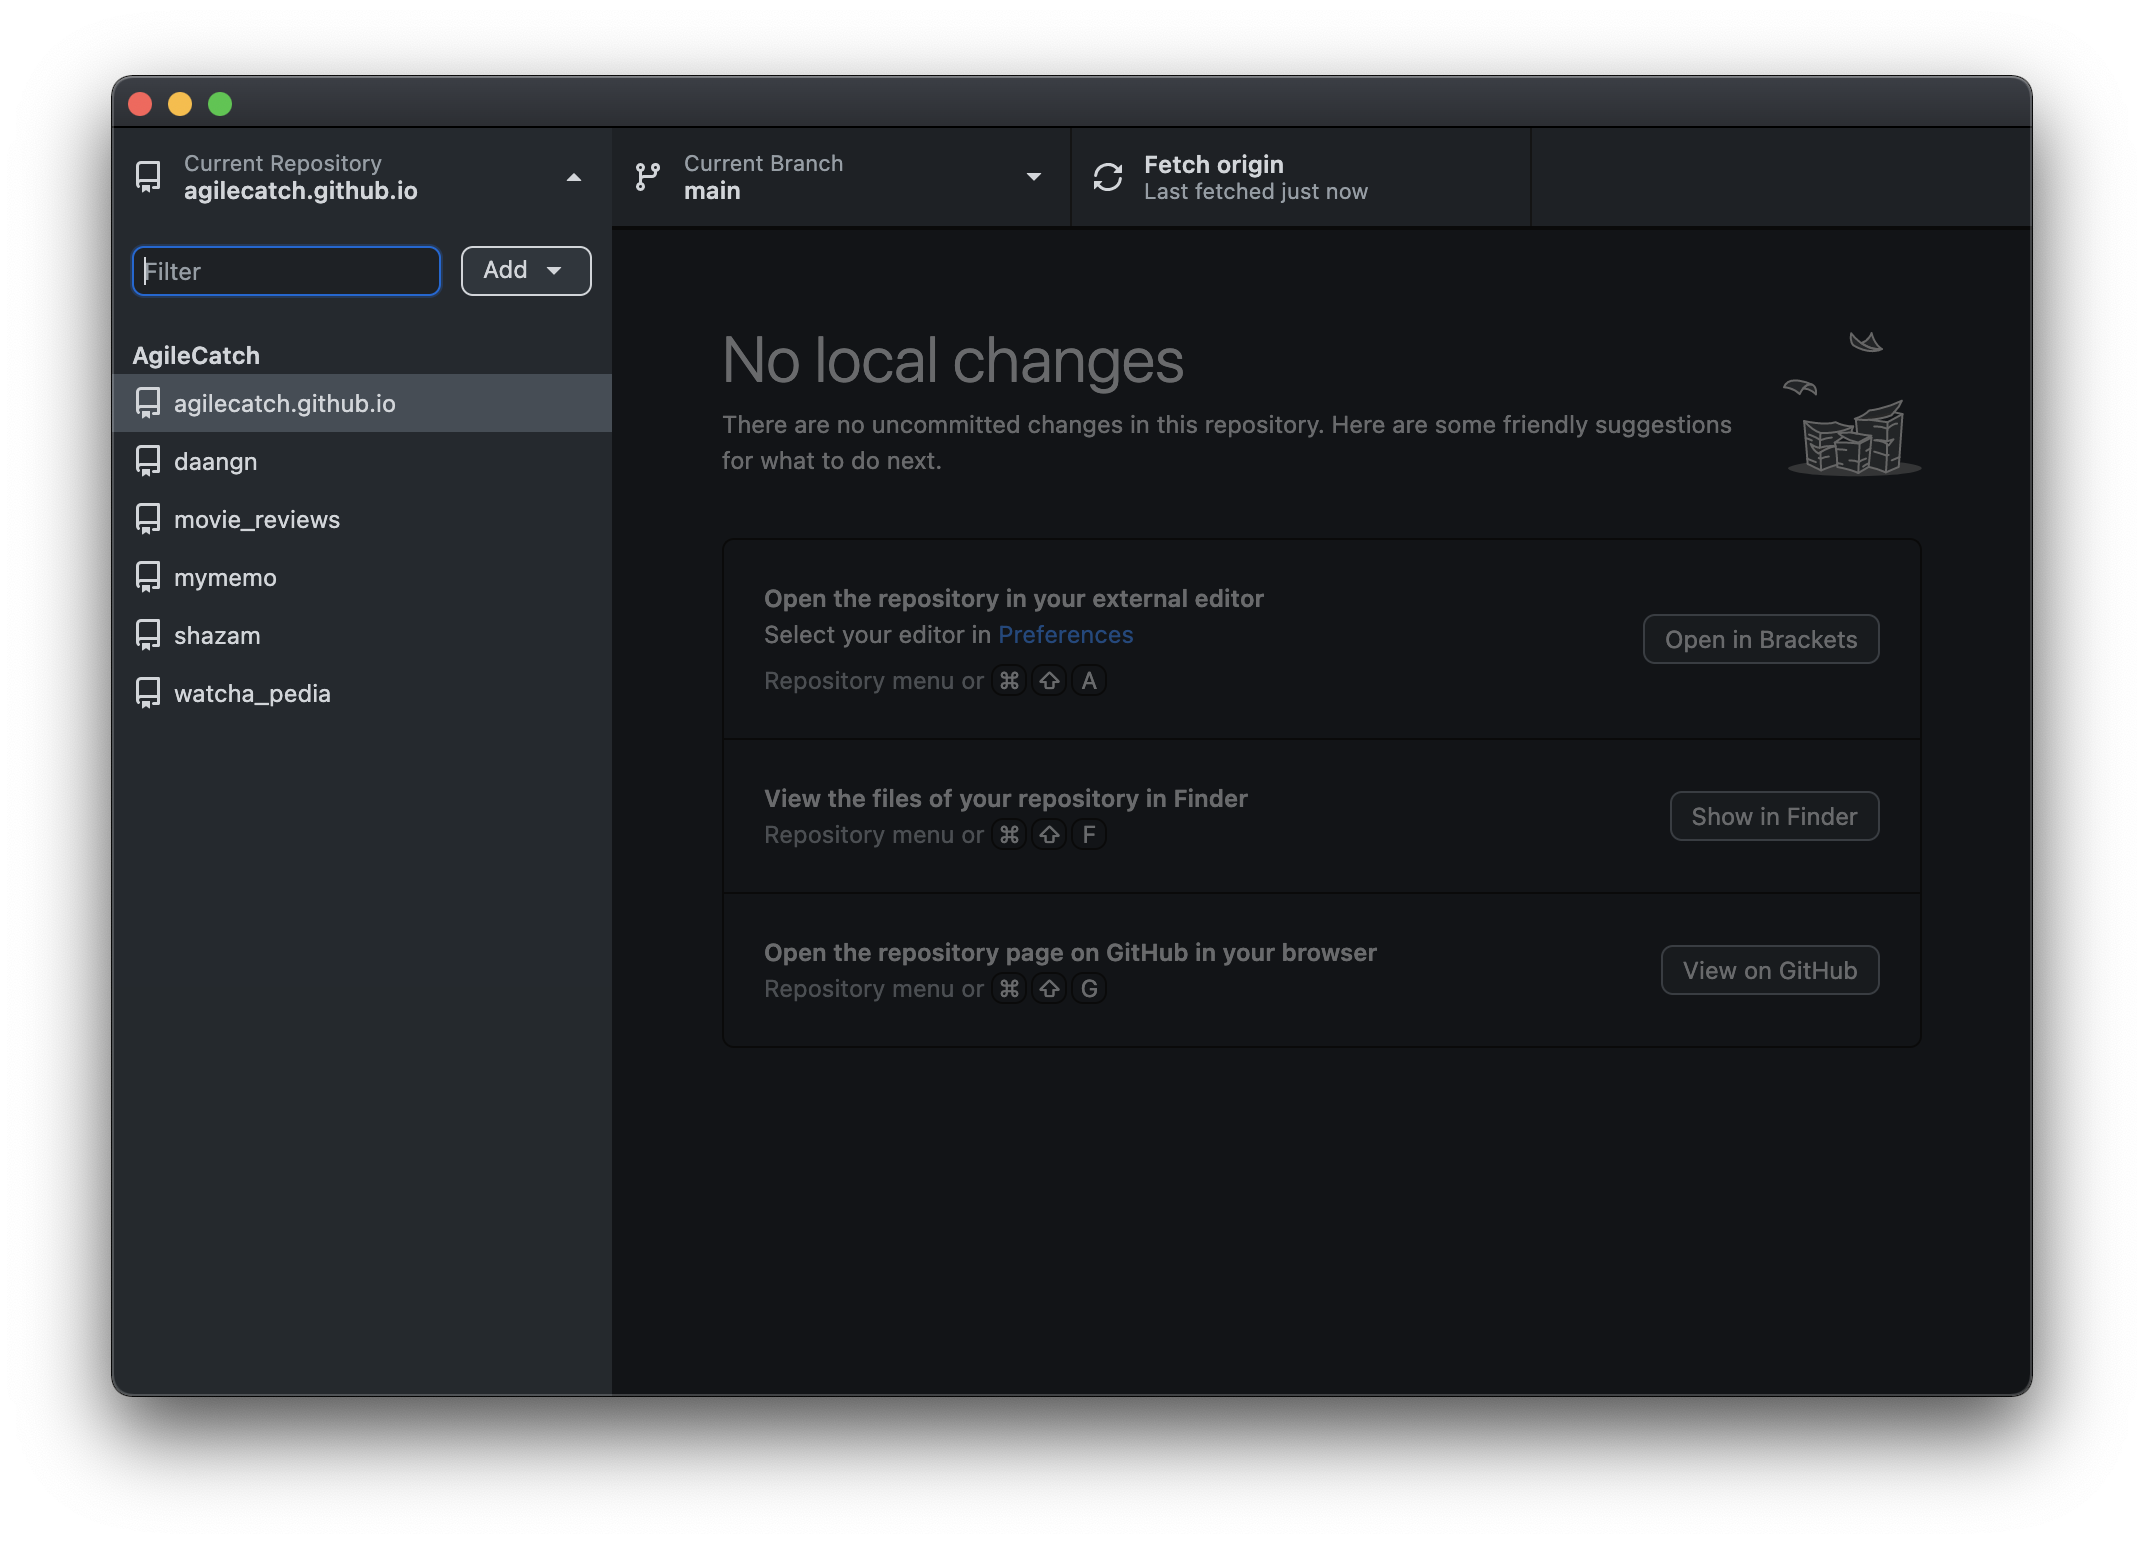 Current Repository
agilecatch.github.io
Current Branch
main
Fetch origin
Last fetched just now
Filter
Add
AgileCatch
agilecatch.github.io
daangn
movie_reviews
mymemo
shazam
watcha_pedia
No local changes
There are no uncommitted changes in this repository. Here are some friendly suggestions
for what to do next.
Open the repository in your external editor
Select your editor in Preferences
Repository menu or ⌘ ⇧ A
Open in Brackets
View the files of your repository in Finder
Repository menu or ⌘ ⇧ F
Show in Finder
Open the repository page on GitHub in your browser
Repository menu or ⌘ ⇧ G
View on GitHub